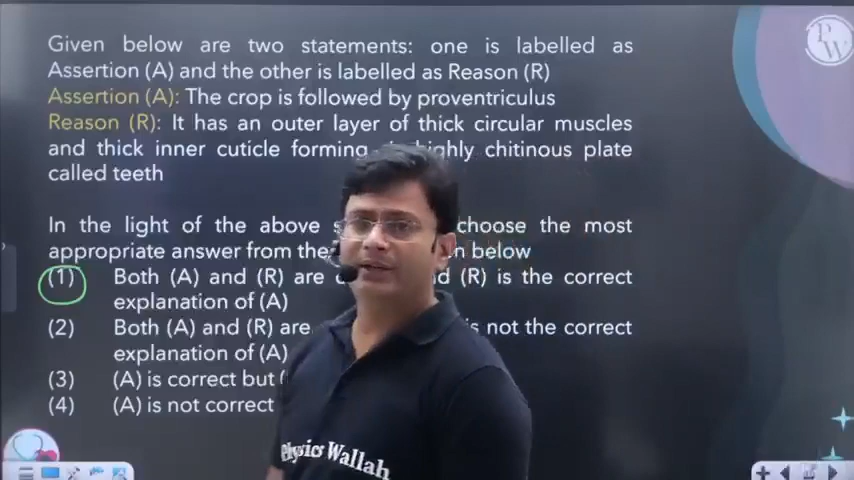 Given below are two statements: one is labelled as
Assertion (A) and the other is labelled as Reason (R)
Assertion (A): The crop is followed by proventriculus
Reason (R): It has an outer layer of thick circular muscles
and thick inner cuticle forming highly chitinous plate
called teeth
In the light of the above choose the most
appropriate answer from the below
(1) Both (A) and (R) are (R) is the correct
explanation of (A)
(2) Both (A) and (R) are is not the correct
explanation of (A)
(3) (A) is correct but
(4) (A) is not correct
Physics Wallah
P
W